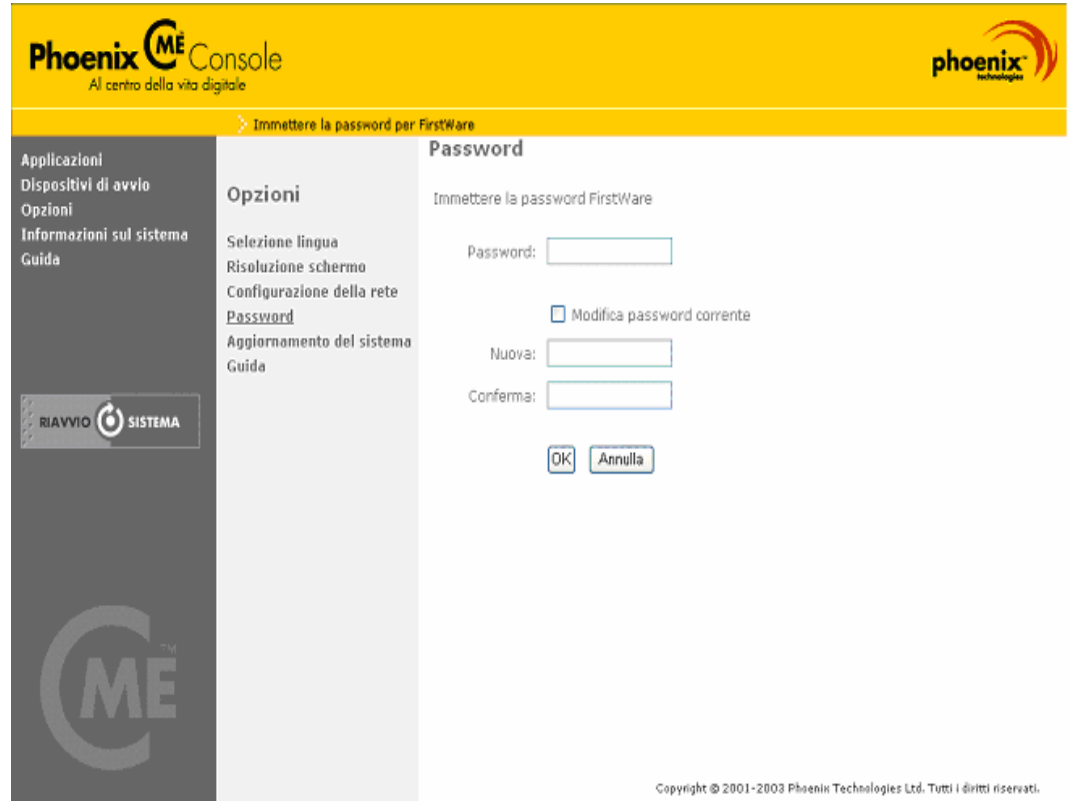 Phoenix CME Console
Al centro della vita digitale
phoenix
technologies
Immettere la password per FirstWare
Applicazioni
Dispositivi di avvio
Opzioni
Informazioni sul sistema
Guida
RIAVVIO SISTEMA
CME™
Opzioni
Selezione lingua
Risoluzione schermo
Configurazione della rete
Password
Aggiornamento del sistema
Guida
Password
Immettere la password FirstWare
Password:
Modifica password corrente
Nuova:
Conferma:
OK Annulla
Copyright © 2001-2003 Phoenix Technologies Ltd. Tutti i diritti riservati.